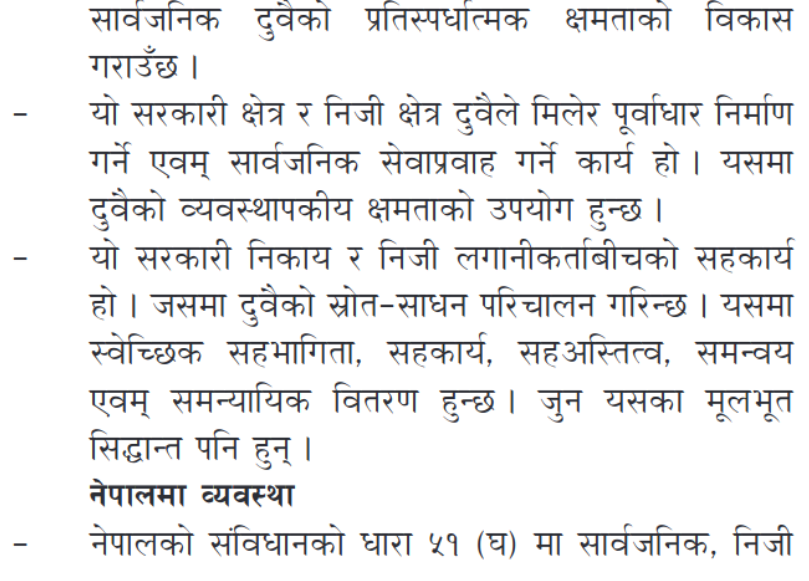 सार्वजनिक दुवैको प्रतिस्पर्धात्मक क्षमताको विकास
गराउँछ ।
– यो सरकारी क्षेत्र र निजी क्षेत्र दुवैले मिलेर पूर्वाधार निर्माण
गर्ने एवम् सार्वजनिक सेवाप्रवाह गर्ने कार्य हो । यसमा
दुवैको व्यवस्थापकीय क्षमताको उपयोग हुन्छ ।
– यो सरकारी निकाय र निजी लगानीकर्ताबीचको सहकार्य
हो । जसमा दुवैको स्रोत–साधन परिचालन गरिन्छ । यसमा
स्वेच्छिक सहभागिता, सहकार्य, सहअस्तित्व, समन्वय
एवम् समन्यायिक वितरण हुन्छ । जुन यसका मूलभूत
सिद्धान्त पनि हुन् ।
नेपालमा व्यवस्था
– नेपालको संविधानको धारा ५१ (घ) मा सार्वजनिक, निजी